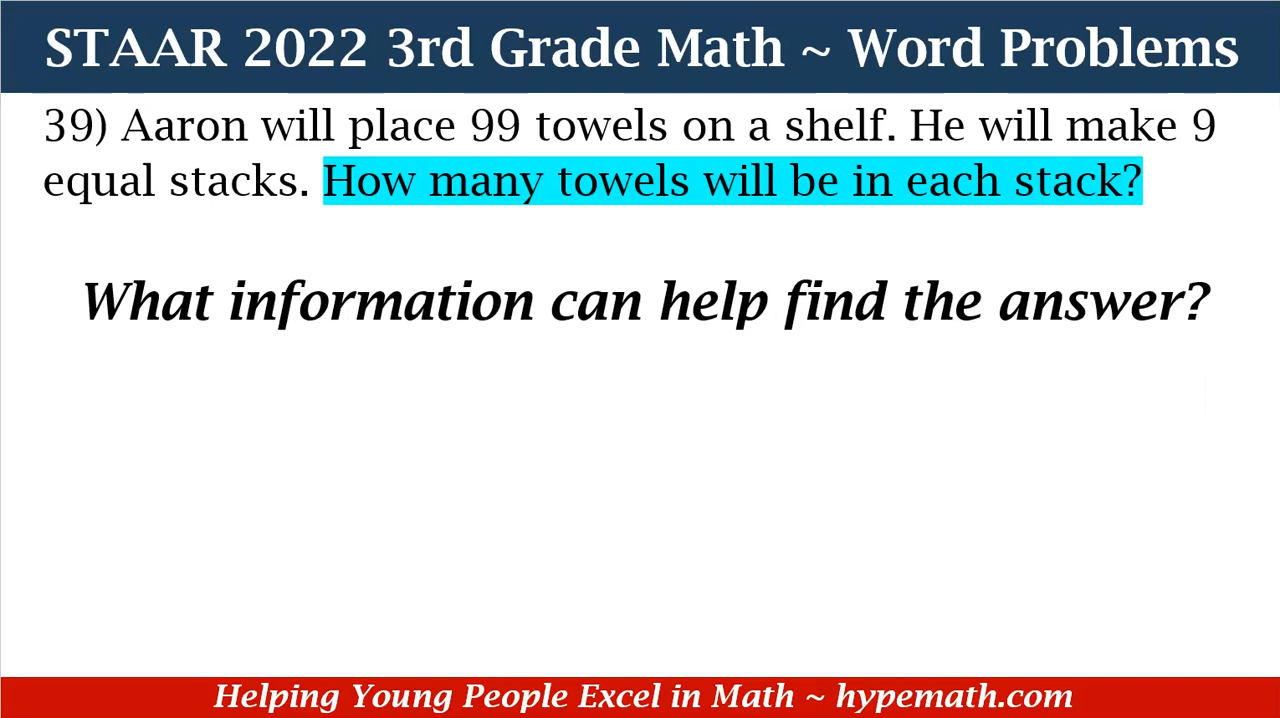 STAAR 2022 3rd Grade Math ~ Word Problems
39) Aaron will place 99 towels on a shelf. He will make 9
equal stacks. How many towels will be in each stack?
What information can help find the answer?
Helping Young People Excel in Math ~ hypemath.com